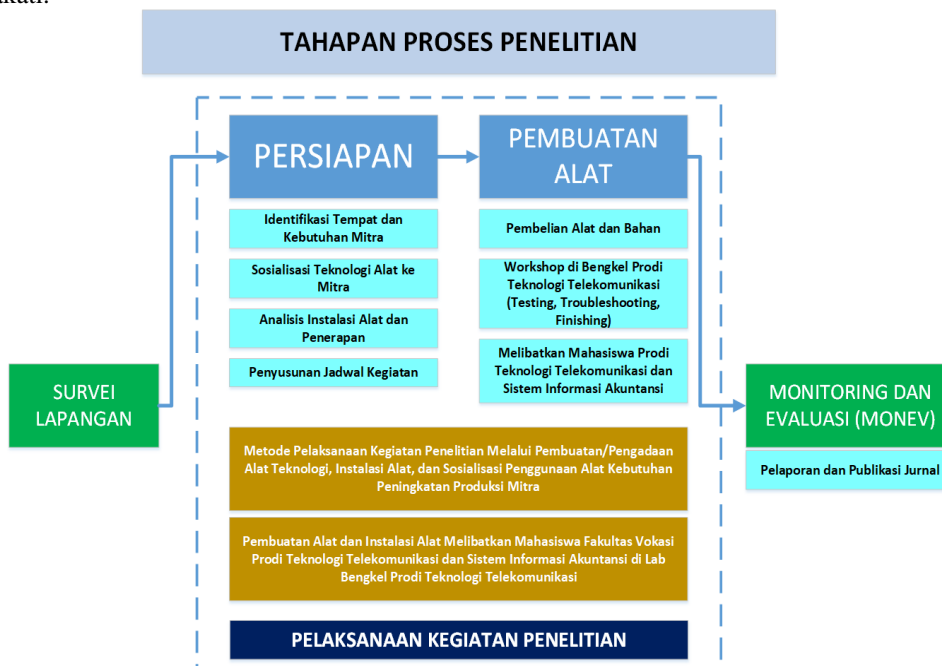 TAHAPAN PROSES PENELITIAN
PERSIAPAN
Identifikasi Tempat dan
Kebutuhan Mitra
Sosialisasi Teknologi Alat ke
Mitra
Analisis Instalasi Alat dan
Penerapan
Penyusunan Jadwal Kegiatan
PEMBUATAN
ALAT
Pembelian Alat dan Bahan
Workshop di Bengkel Prodi
Teknologi Telekomunikasi
(Testing, Troubleshooting,
Finishing)
Melibatkan Mahasiswa Prodi
Teknologi Telekomunikasi dan
Sistem Informasi Akuntansi
SURVEI
LAPANGAN
MONITORING DAN
EVALUASI (MONEV)
Pelaporan dan Publikasi Jurnal
Metode Pelaksanaan Kegiatan Penelitian Melalui Pembuatan/Pengadaan
Alat Teknologi, Instalasi Alat, dan Sosialisasi Penggunaan Alat Kebutuhan
Peningkatan Produksi Mitra
Pembuatan Alat dan Instalasi Alat Melibatkan Mahasiswa Fakultas Vokasi
Prodi Teknologi Telekomunikasi dan Sistem Informasi Akuntansi di Lab
Bengkel Prodi Teknologi Telekomunikasi
PELAKSANAAN KEGIATAN PENELITIAN